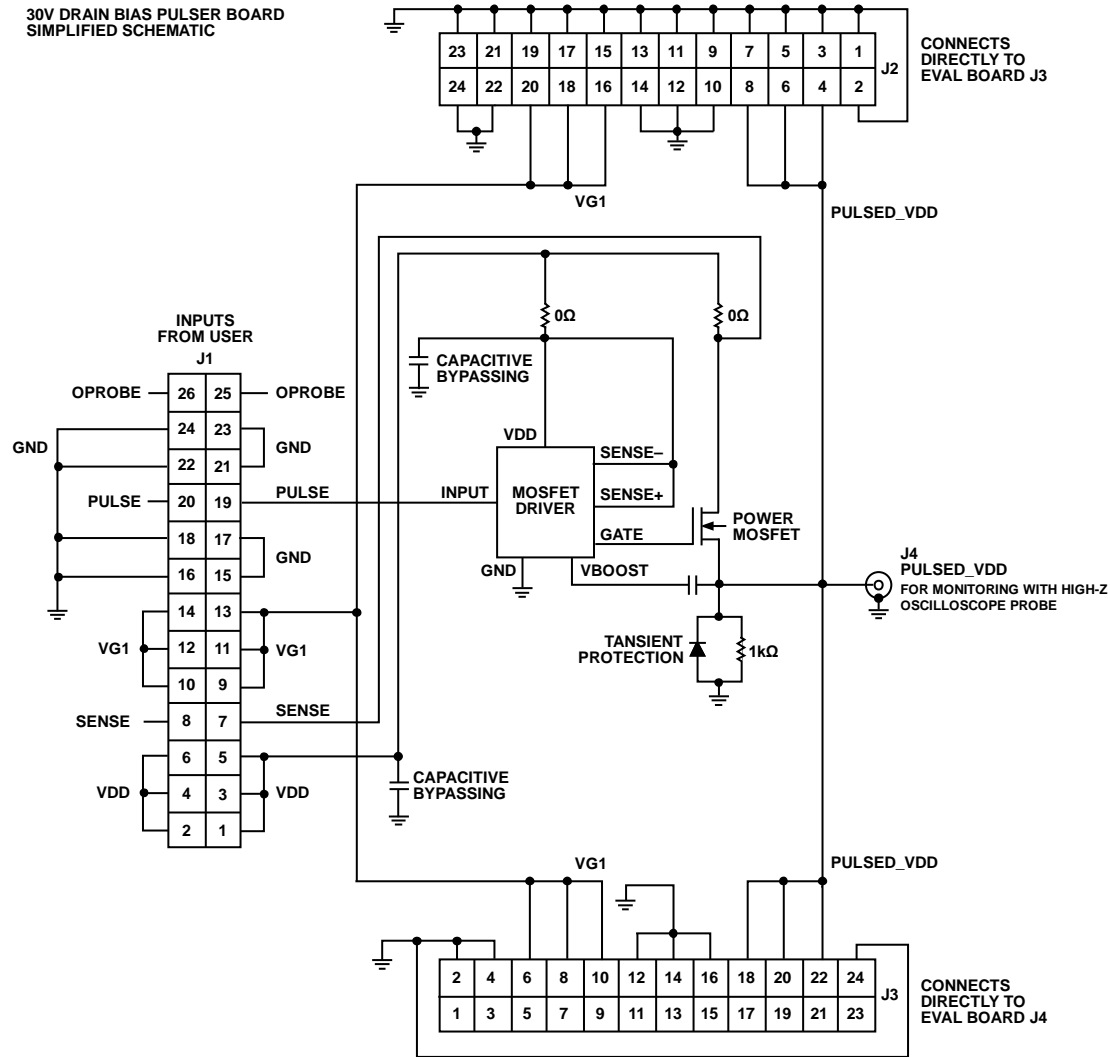 30V DRAIN BIAS PULSER BOARD
SIMPLIFIED SCHEMATIC
23 21 19 17 15 13 11 9 7 5 3 1
24 22 20 18 16 14 12 10 8 6 4 2
J2
CONNECTS
DIRECTLY TO
EVAL BOARD J3
VG1
PULSED_VDD
0Ω
0Ω
INPUTS
FROM USER
J1
CAPACITIVE
BYPASSING
OPROBE 26 25 OPROBE
24 23
GND
GND
22 21
VDD
SENSE–
PULSE 20 19 PULSE
INPUT
MOSFET
DRIVER
SENSE+
18 17
GND
GATE
POWER
MOSFET
16 15
GND
VBOOST
J4
PULSED_VDD
FOR MONITORING WITH HIGH-Z
OSCILLOSCOPE PROBE
14 13
VG1 12 11 VG1
10 9
TANSIENT
PROTECTION
1kΩ
SENSE 8 7 SENSE
6 5
VDD 4 3 VDD
2 1
CAPACITIVE
BYPASSING
VG1
PULSED_VDD
2 4 6 8 10 12 14 16 18 20 22 24
1 3 5 7 9 11 13 15 17 19 21 23
J3
CONNECTS
DIRECTLY TO
EVAL BOARD J4